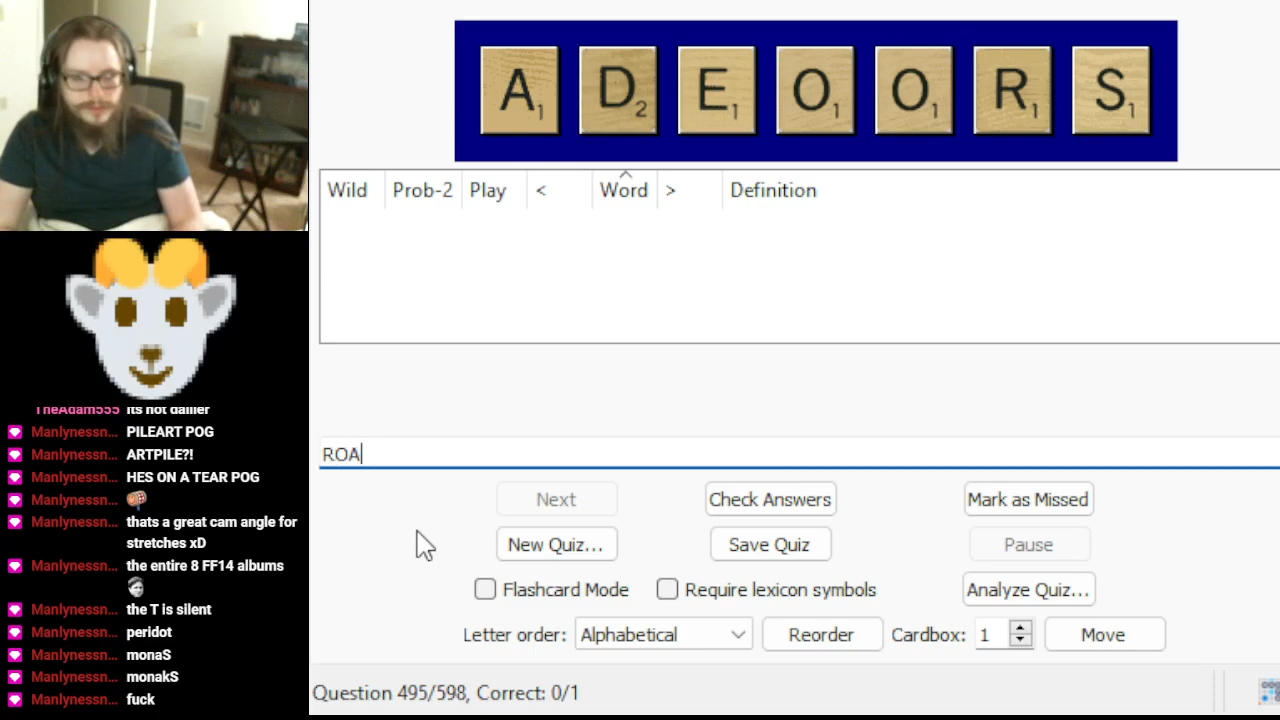 A1 D2 E1 O1 O1 R1 S1
Wild Prob-2 Play < Word > Definition
ROA
Next Check Answers Mark as Missed
New Quiz... Save Quiz Pause
Flashcard Mode Require lexicon symbols Analyze Quiz...
Letter order: Alphabetical Reorder Cardbox: 1 Move
Question 495/598, Correct: 0/1
TheAdam555 its not dallier
Manlynessn... PILEART POG
Manlynessn... ARTPILE?!
Manlynessn... HES ON A TEAR POG
Manlynessn...
Manlynessn... thats a great cam angle for
stretches xD
Manlynessn... the entire 8 FF14 albums
Manlynessn... the T is silent
Manlynessn... peridot
Manlynessn... monaS
Manlynessn... monakS
Manlynessn... fuck